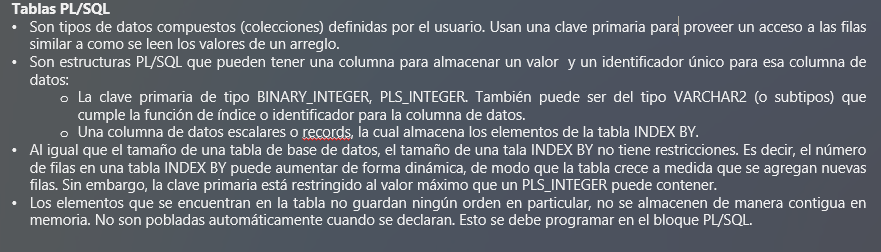 Tablas PL/SQL
• Son tipos de datos compuestos (colecciones) definidas por el usuario. Usan una clave primaria para proveer un acceso a las filas
similar a como se leen los valores de un arreglo.
• Son estructuras PL/SQL que pueden tener una columna para almacenar un valor y un identificador único para esa columna de
datos:
o La clave primaria de tipo BINARY_INTEGER, PLS_INTEGER. También puede ser del tipo VARCHAR2 (o subtipos) que
cumple la función de índice o identificador para la columna de datos.
o Una columna de datos escalares o records, la cual almacena los elementos de la tabla INDEX BY.
• Al igual que el tamaño de una tabla de base de datos, el tamaño de una tala INDEX BY no tiene restricciones. Es decir, el número
de filas en una tabla INDEX BY puede aumentar de forma dinámica, de modo que la tabla crece a medida que se agregan nuevas
filas. Sin embargo, la clave primaria está restringido al valor máximo que un PLS_INTEGER puede contener.
• Los elementos que se encuentran en la tabla no guardan ningún orden en particular, no se almacenen de manera contigua en
memoria. No son pobladas automáticamente cuando se declaran. Esto se debe programar en el bloque PL/SQL.